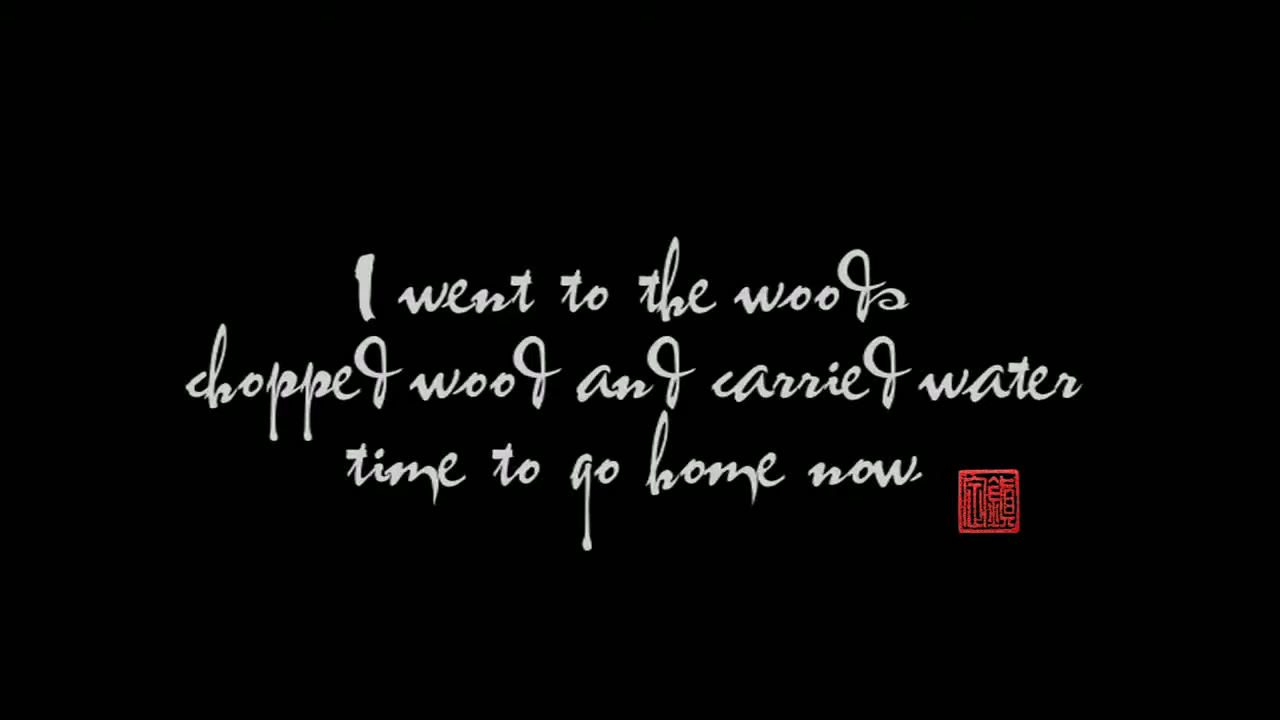 I went to the woods
chopped wood and carried water
time to go home now